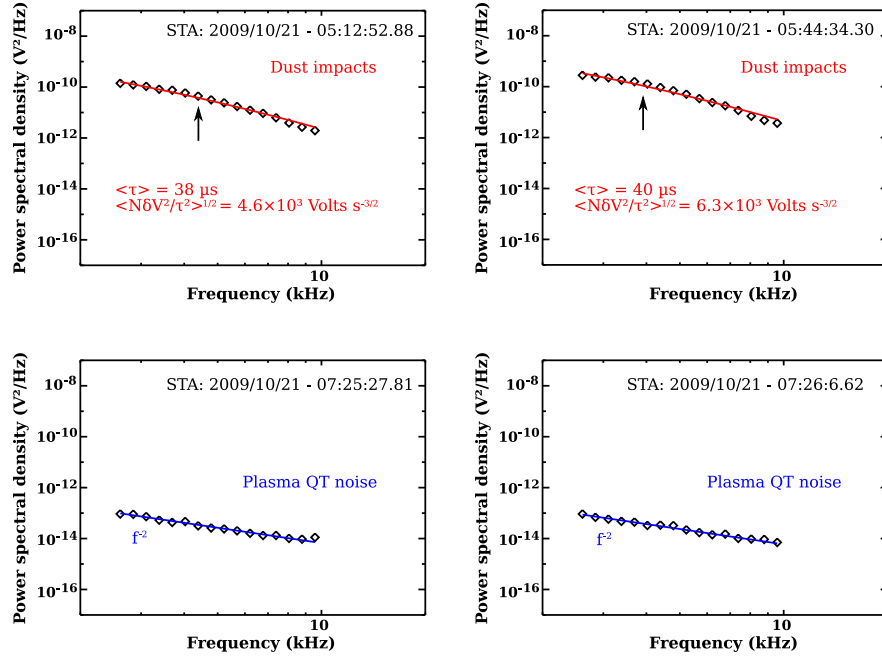 STA: 2009/10/21 - 05:12:52.88
Dust impacts
<τ> = 38 µs
<NδV²/τ²>^1/2 = 4.6×10³ Volts s^-3/2
10^-8
10^-10
10^-12
10^-14
10^-16
Power spectral density (V²/Hz)
10
Frequency (kHz)
STA: 2009/10/21 - 05:44:34.30
Dust impacts
<τ> = 40 µs
<NδV²/τ²>^1/2 = 6.3×10³ Volts s^-3/2
10^-8
10^-10
10^-12
10^-14
10^-16
Power spectral density (V²/Hz)
10
Frequency (kHz)
STA: 2009/10/21 - 07:25:27.81
Plasma QT noise
f^-2
10^-8
10^-10
10^-12
10^-14
10^-16
Power spectral density (V²/Hz)
10
Frequency (kHz)
STA: 2009/10/21 - 07:26:6.62
Plasma QT noise
f^-2
10^-8
10^-10
10^-12
10^-14
10^-16
Power spectral density (V²/Hz)
10
Frequency (kHz)